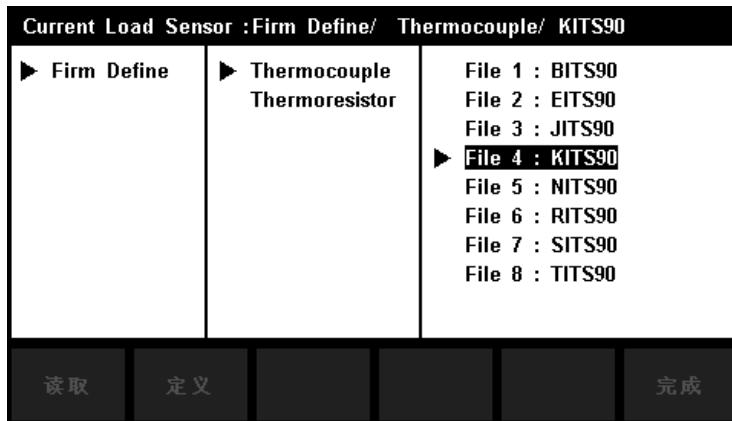 Current Load Sensor :Firm Define/ Thermocouple/ KITS90
▶ Firm Define
▶ Thermocouple
Thermoresistor
File 1 : BITS90
File 2 : EITS90
File 3 : JITS90
▶ File 4 : KITS90
File 5 : NITS90
File 6 : RITS90
File 7 : SITS90
File 8 : TITS90
读取 定义 完成